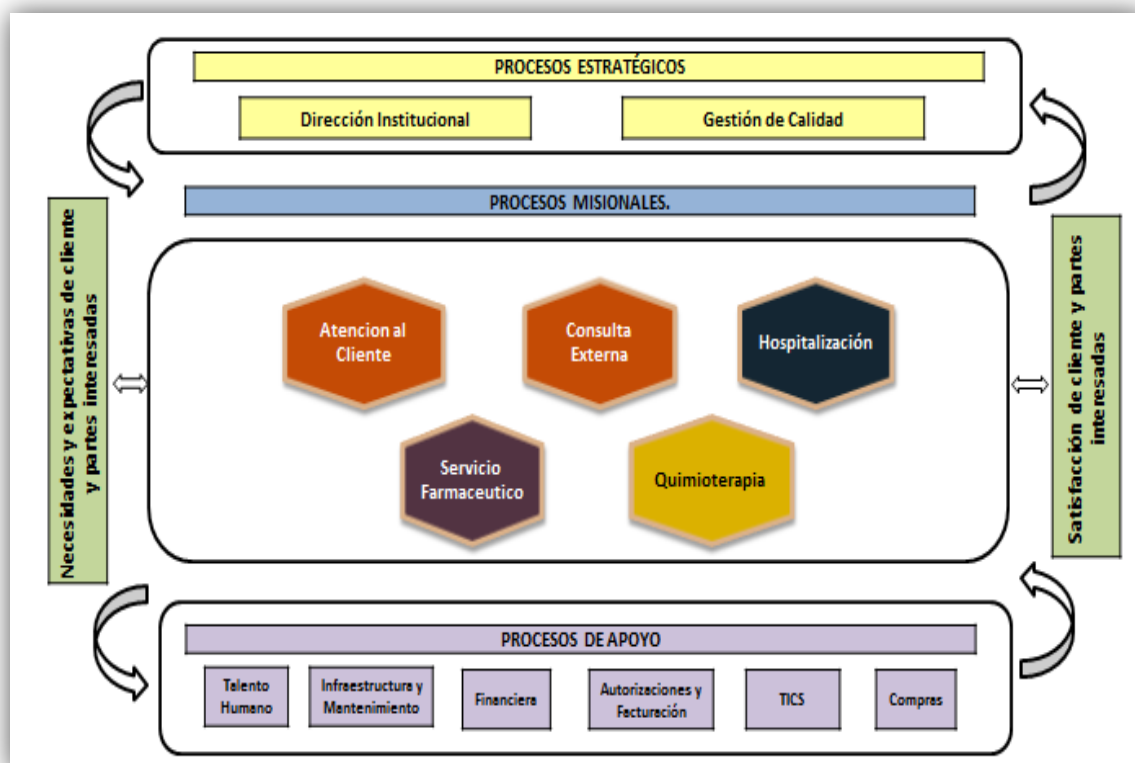 PROCESOS ESTRATÉGICOS
Dirección Institucional
Gestión de Calidad
PROCESOS MISIONALES.
Necesidades y expectativas de cliente
y partes interesadas
Atencion al
Cliente
Consulta
Externa
Hospitalización
Servicio
Farmaceutico
Quimioterapia
Satisfacción de cliente y partes
interesadas
PROCESOS DE APOYO
Talento
Humano
Infraestructura y
Mantenimiento
Financiera
Autorizaciones y
Facturación
TICS
Compras